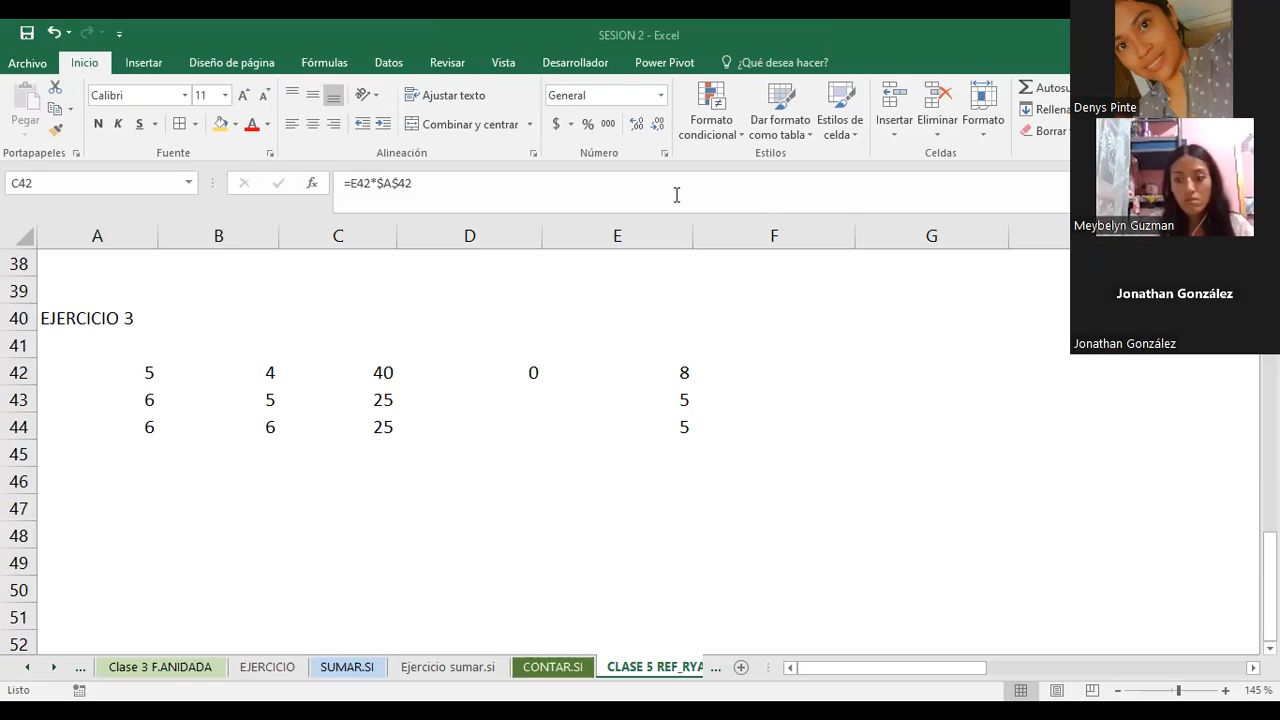 SESION 2 - Excel
Archivo Inicio Insertar Diseño de página Fórmulas Datos Revisar Vista Desarrollador Power Pivot ¿Qué desea hacer?
Pegar
Calibri 11
N K S
A A
Ajustar texto
Combinar y centrar
General
$ % 000
Formato condicional
Dar formato como tabla
Estilos de celda
Insertar Eliminar Formato
Autosu
Rellena
Borrar
Portapapeles Fuente Alineación Número Estilos Celdas
C42 fx =E42*$A$42
A B C D E F G
38
39
40 EJERCICIO 3
41
42 5 4 40 0 8
43 6 5 25 5
44 6 6 25 5
45
46
47
48
49
50
51
52
... Clase 3 F.ANIDADA EJERCICIO SUMAR.SI Ejercicio sumar.si CONTAR.SI CLASE 5 REF_RYA ...
Listo 145 %
Denys Pinte
Meybelyn Guzman
Jonathan González
Jonathan González